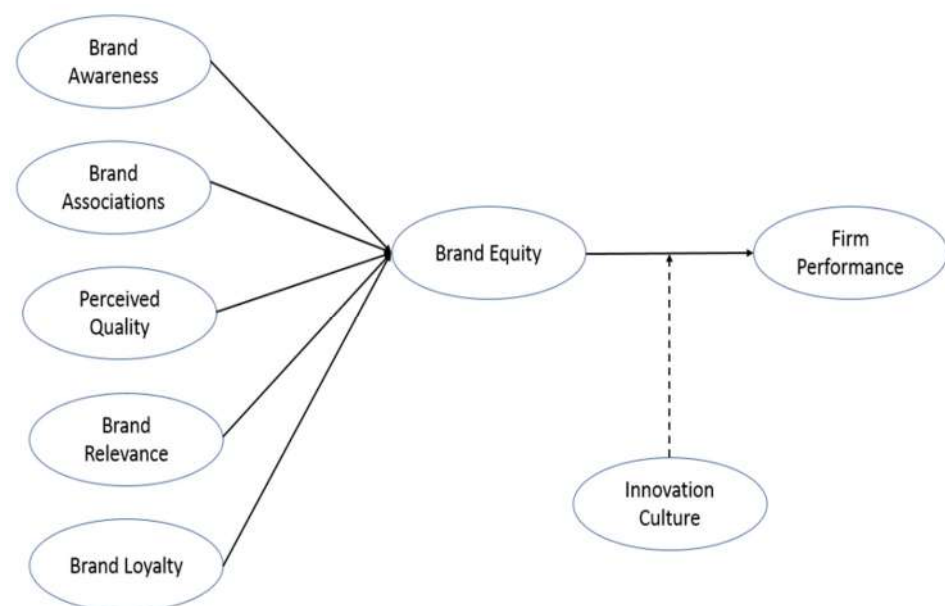 Brand
Awareness
Brand
Associations
Perceived
Quality
Brand
Relevance
Brand Loyalty
Brand Equity
Firm
Performance
Innovation
Culture